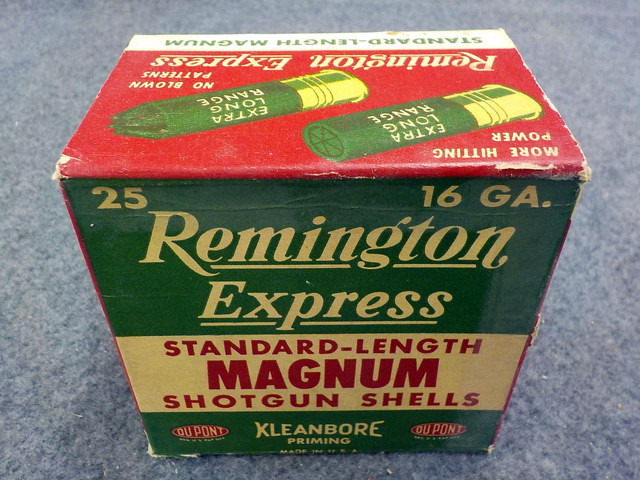 STANDARD-LENGTH MAGNUM
Remington Express
NO BLOWN
PATTERNS
EXTRA
LONG
RANGE
EXTRA
LONG
RANGE
MORE HITTING
POWER
25
16 GA.
Remington
Express
STANDARD-LENGTH
MAGNUM
SHOTGUN SHELLS
DU PONT
KLEANBORE
PRIMING
DU PONT
MADE IN U.S.A.